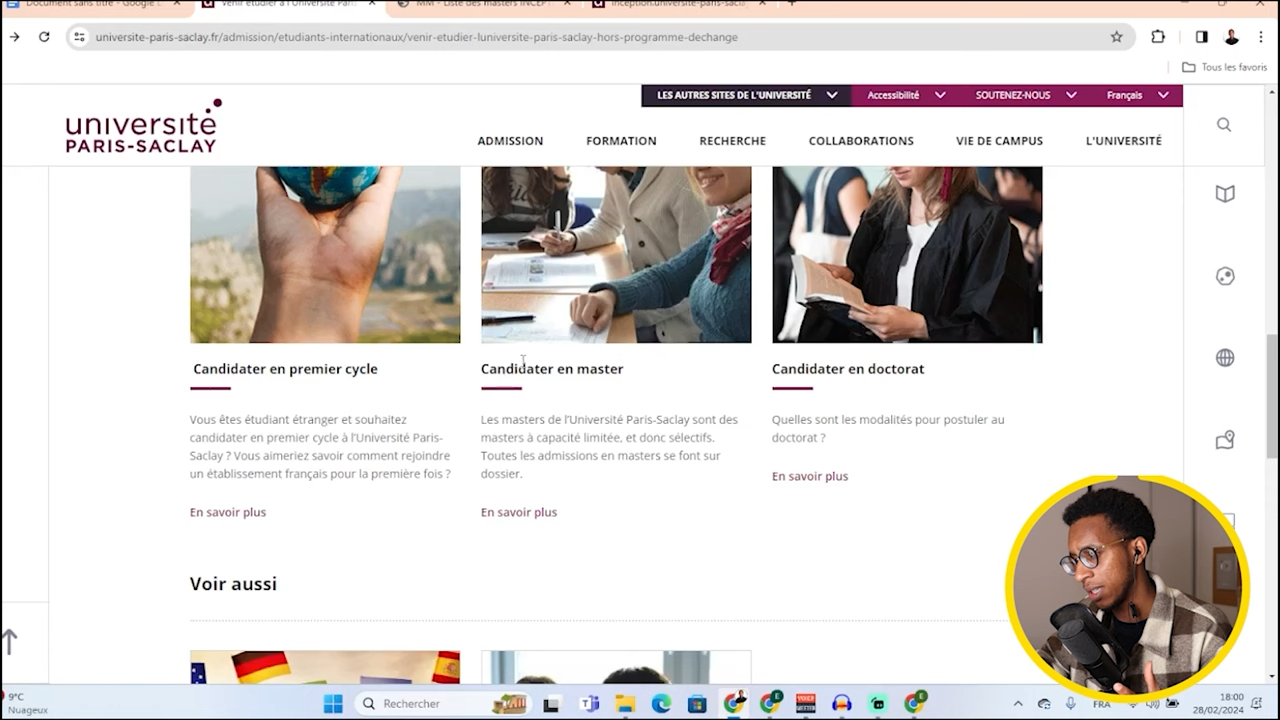 Document sans titre - Google
Venir étudier à l'Université Paris
MM - Liste des masters INCEPT
inception.universite-paris-sacla
universite-paris-saclay.fr/admission/etudiants-internationaux/venir-etudier-luniversite-paris-saclay-hors-programme-dechange
Tous les favoris
LES AUTRES SITES DE L'UNIVERSITÉ
Accessibilité
SOUTENEZ-NOUS
Français
université
PARIS-SACLAY
ADMISSION
FORMATION
RECHERCHE
COLLABORATIONS
VIE DE CAMPUS
L'UNIVERSITÉ
Candidater en premier cycle
Vous êtes étudiant étranger et souhaitez
candidater en premier cycle à l'Université Paris-
Saclay ? Vous aimeriez savoir comment rejoindre
un établissement français pour la première fois ?
En savoir plus
Candidater en master
Les masters de l'Université Paris-Saclay sont des
masters à capacité limitée, et donc sélectifs.
Toutes les admissions en masters se font sur
dossier.
En savoir plus
Candidater en doctorat
Quelles sont les modalités pour postuler au
doctorat ?
En savoir plus
Voir aussi
9°C
Nuageux
Rechercher
FRA
18:00
28/02/2024